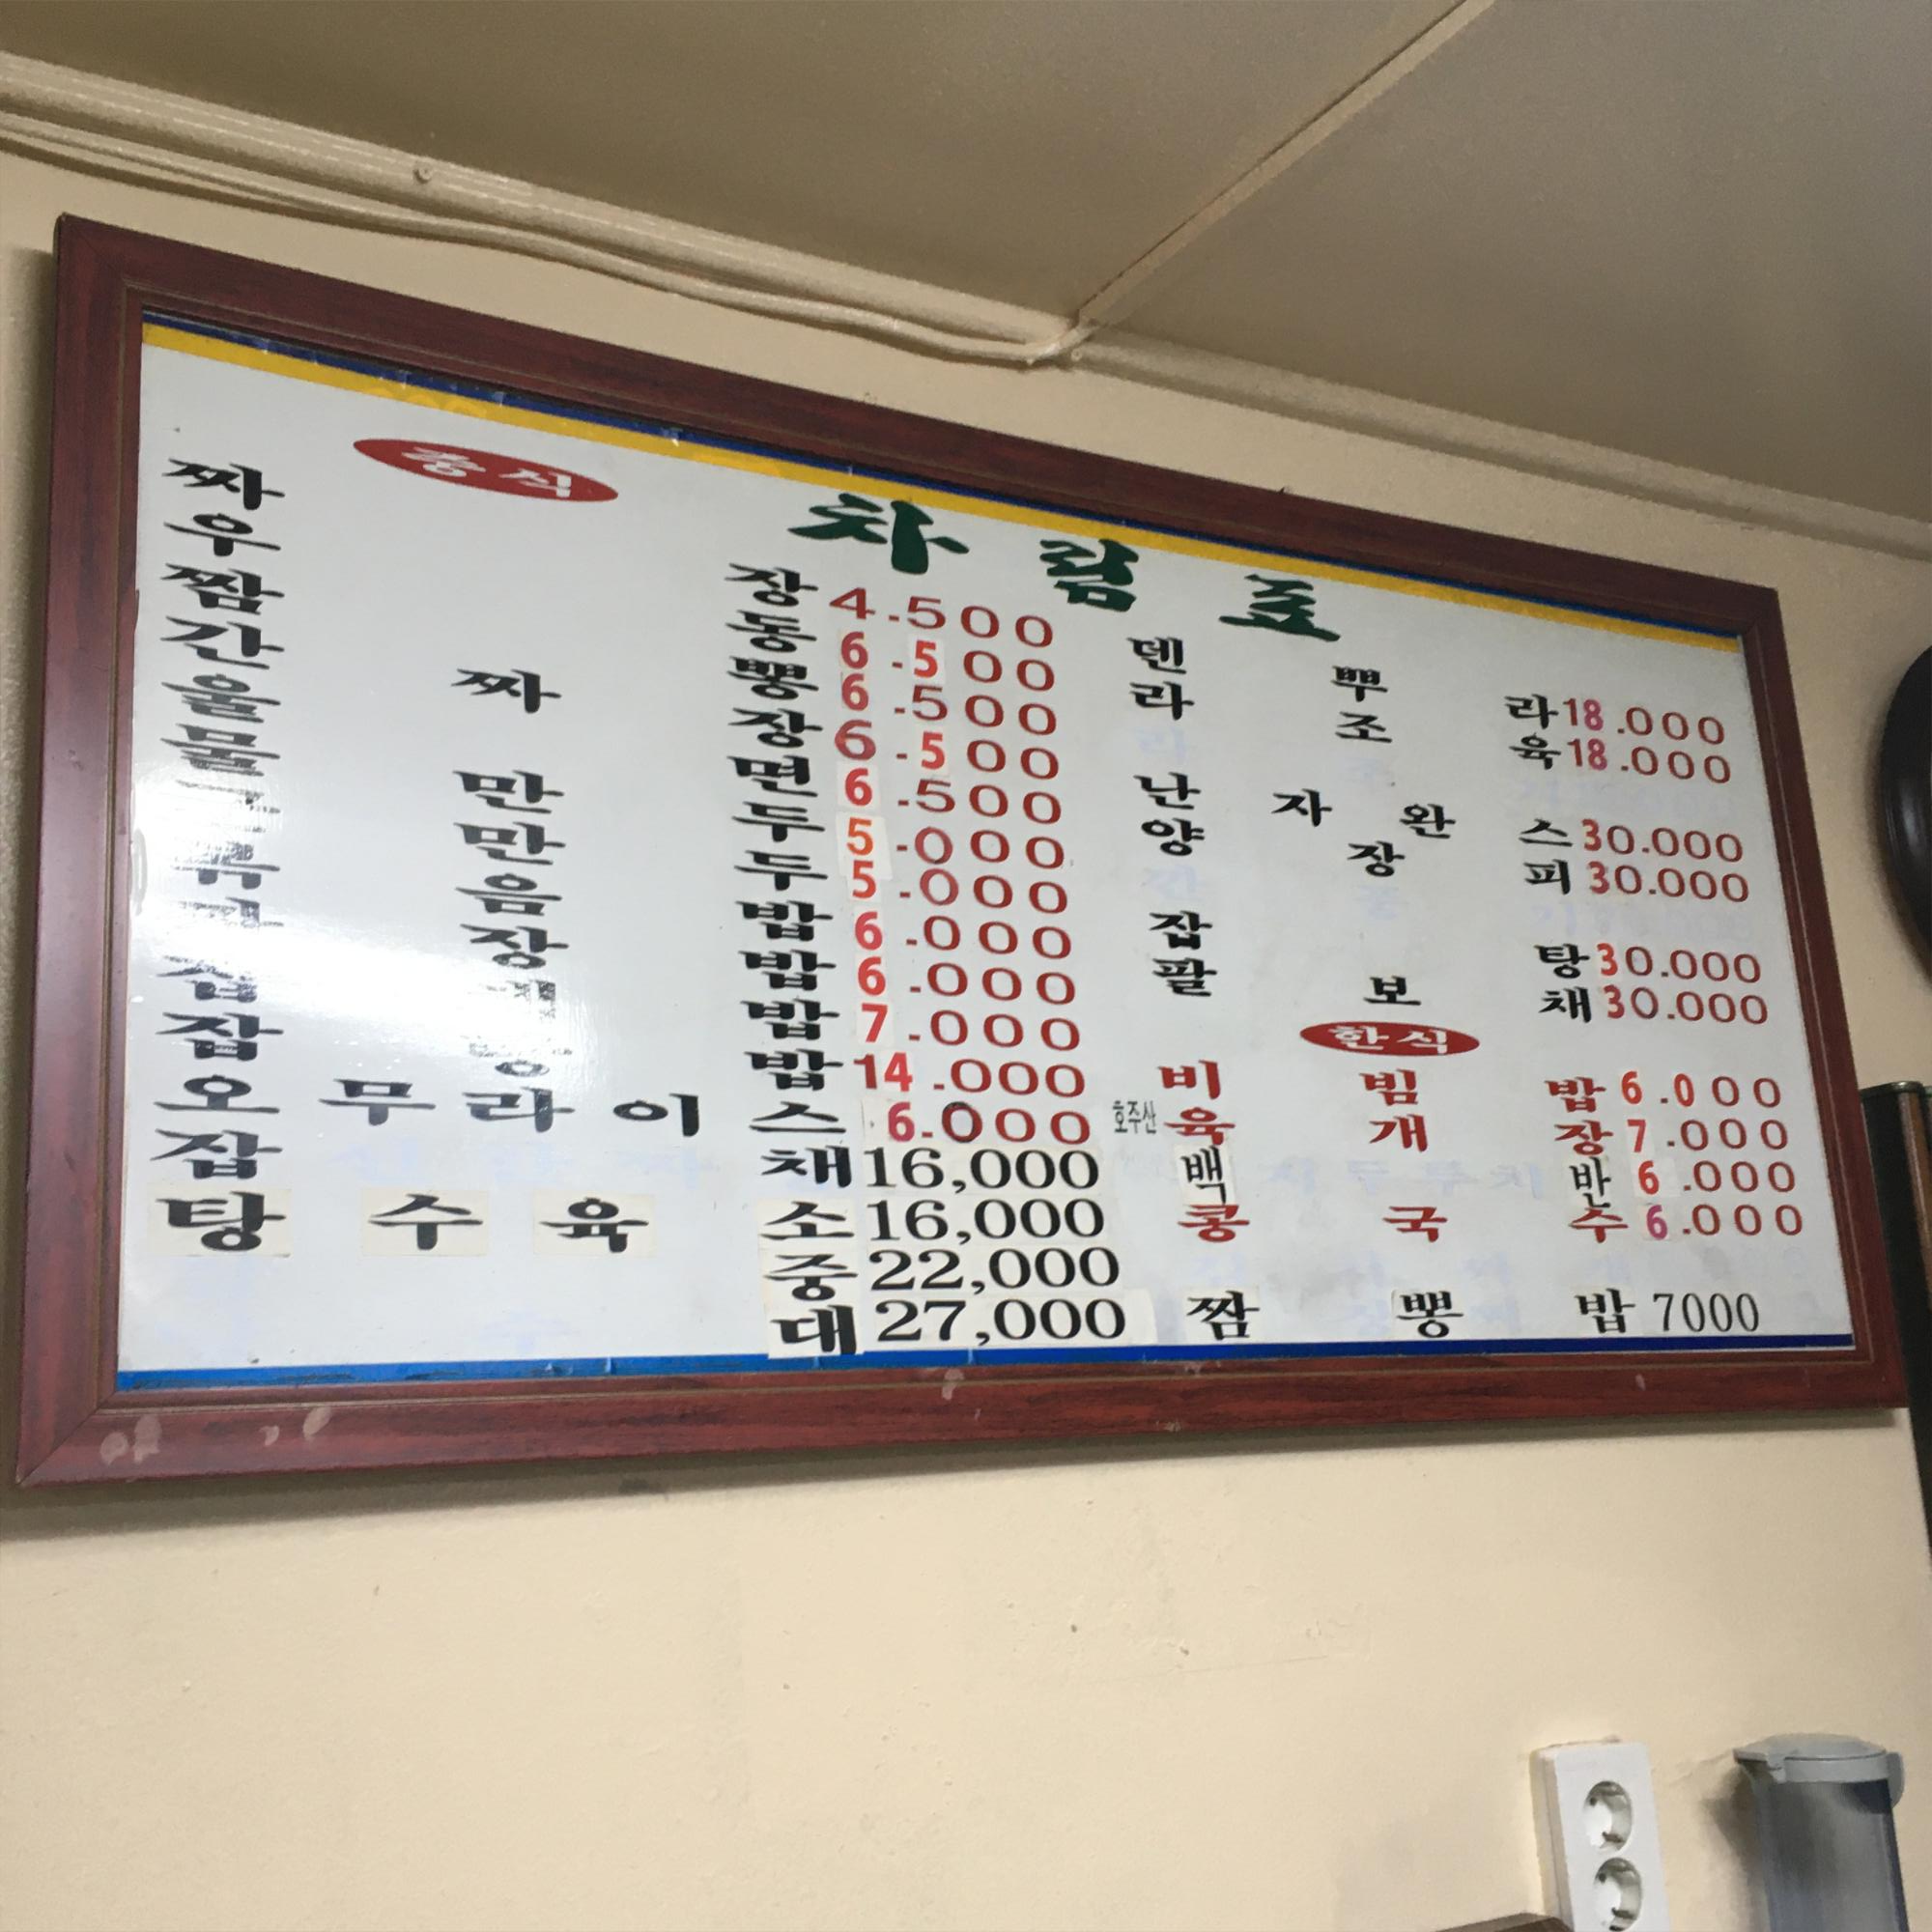 차림표
중식
짜장 4.500
우동 6.500
짬뽕 6.500
간짜장 6.500
울면 6.500
물만두 5.000
만두 5.000
볶음밥 6.000
짜장밥 6.000
잡채밥 7.000
잡탕밥 14.000
오무라이스 6.000
잡채 16,000
탕수육 소 16,000
중 22,000
대 27,000
덴뿌라 18.000
라조육 18.000
난자완스 30.000
양장피 30.000
잡탕 30.000
팔보채 30.000
한식
비빔밥 6.000
호주산 육개장 7.000
백반 6.000
콩국수 6.000
짬뽕밥 7000